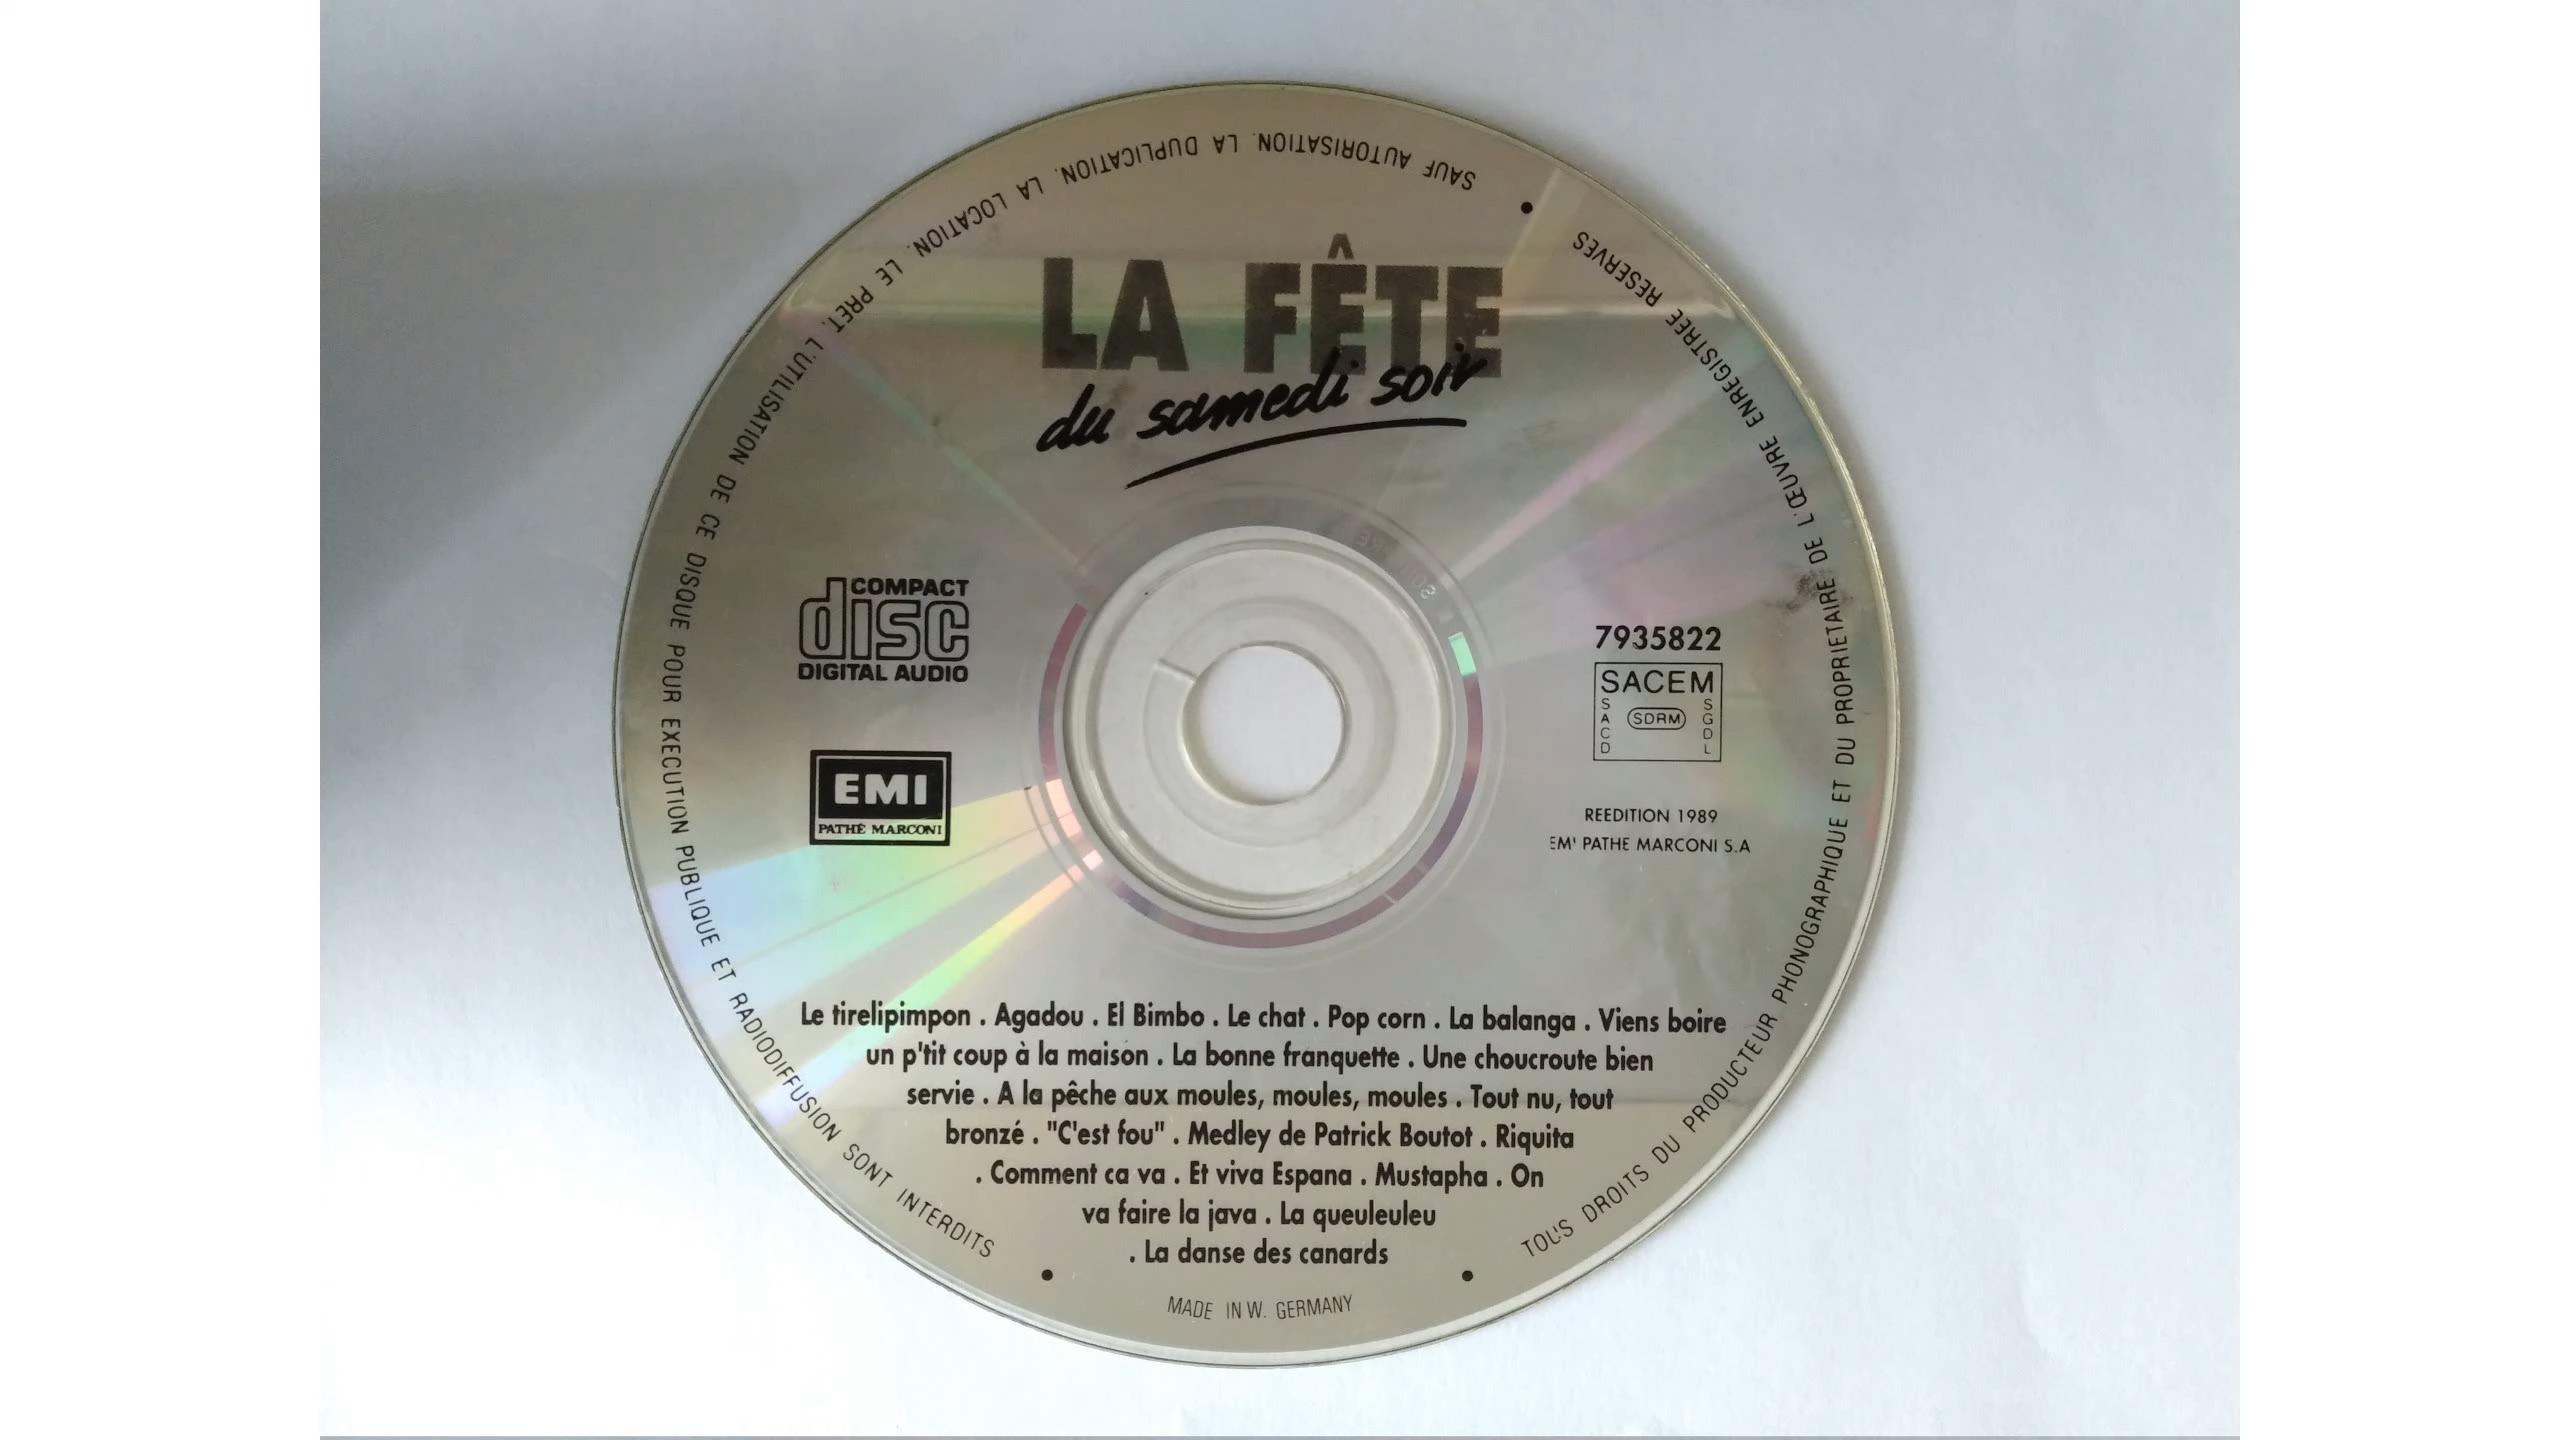 SAUF AUTORISATION. LA DUPLICATION. LA LOCATION. LE PRET. L'UTILISATION DE CE DISQUE POUR EXECUTION PUBLIQUE ET RADIODIFFUSION SONT INTERDITS
LA FÊTE
du samedi soir
COMPACT
disc
DIGITAL AUDIO
EMI
PATHÉ MARCONI
7935822
SACEM
SACD
SDRM
SGDL
REEDITION 1989
EMI PATHE MARCONI S.A
Le tirelipimpon . Agadou . El Bimbo . Le chat . Pop corn . La balanga . Viens boire
un p'tit coup à la maison . La bonne franquette . Une choucroute bien
servie . A la pêche aux moules, moules, moules . Tout nu, tout
bronzé . "C'est fou" . Medley de Patrick Boutot . Riquita
. Comment ca va . Et viva Espana . Mustapha . On
va faire la java . La queuleuleu
. La danse des canards
TOUS DROITS DU PRODUCTEUR PHONOGRAPHIQUE ET DU PROPRIETAIRE DE L'ŒUVRE ENREGISTREE RESERVES
MADE IN W. GERMANY